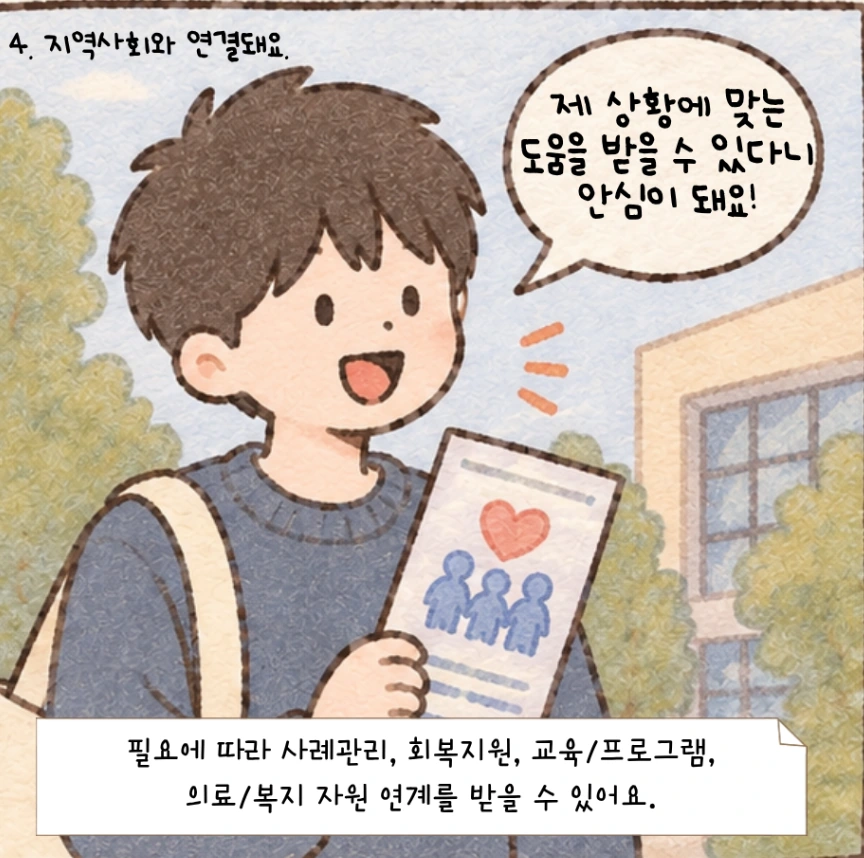 4. 지역사회와 연결돼요.
제 상황에 맞는
도움을 받을 수 있다니
안심이 돼요!
필요에 따라 사례관리, 회복지원, 교육/프로그램,
의료/복지 자원 연계를 받을 수 있어요.